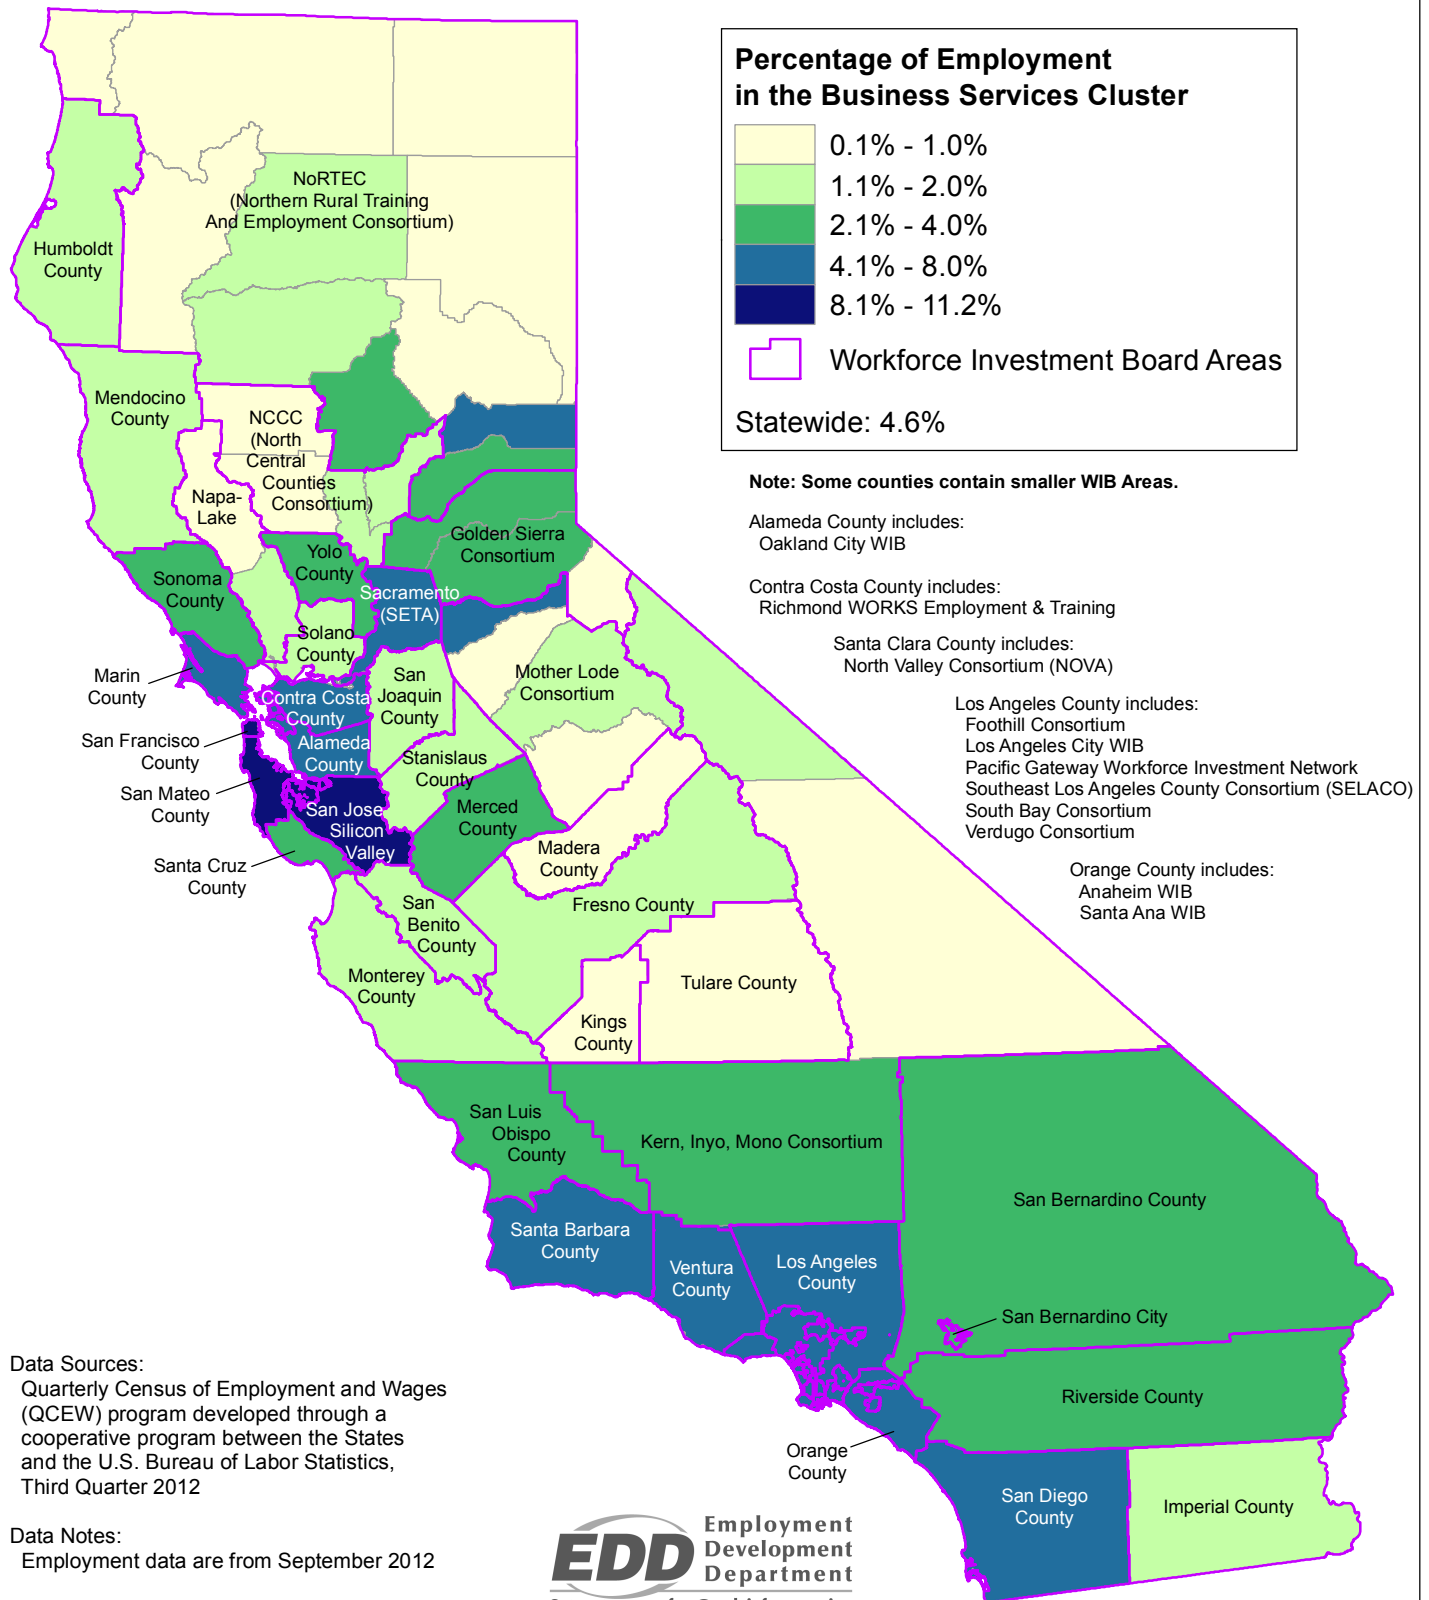 Percentage of Employment
in the Business Services Cluster
0.1% - 1.0%
1.1% - 2.0%
2.1% - 4.0%
4.1% - 8.0%
8.1% - 11.2%
Workforce Investment Board Areas
Statewide: 4.6%
Note: Some counties contain smaller WIB Areas.
Alameda County includes:
Oakland City WIB
Contra Costa County includes:
Richmond WORKS Employment & Training
Santa Clara County includes:
North Valley Consortium (NOVA)
Los Angeles County includes:
Foothill Consortium
Los Angeles City WIB
Pacific Gateway Workforce Investment Network
Southeast Los Angeles County Consortium (SELACO)
South Bay Consortium
Verdugo Consortium
Orange County includes:
Anaheim WIB
Santa Ana WIB
NoRTEC
(Northern Rural Training
And Employment Consortium)
Humboldt
County
Mendocino
County
NCCC
(North
Central
Counties
Consortium)
Napa-
Lake
Golden Sierra
Consortium
Yolo
County
Sonoma
County
Sacramento
(SETA)
Solano
County
Marin
County
San
Joaquin
County
Mother Lode
Consortium
Contra Costa
County
San Francisco
County
Alameda
County
Stanislaus
County
San Mateo
County
San Jose
Silicon
Valley
Merced
County
Santa Cruz
County
Madera
County
San
Benito
County
Fresno County
Monterey
County
Tulare County
Kings
County
San Luis
Obispo
County
Kern, Inyo, Mono Consortium
San Bernardino County
Santa Barbara
County
Ventura
County
Los Angeles
County
San Bernardino City
Riverside County
Orange
County
San Diego
County
Imperial County
Data Sources:
Quarterly Census of Employment and Wages
(QCEW) program developed through a
cooperative program between the States
and the U.S. Bureau of Labor Statistics,
Third Quarter 2012
Data Notes:
Employment data are from September 2012
EDD
Employment
Development
Department